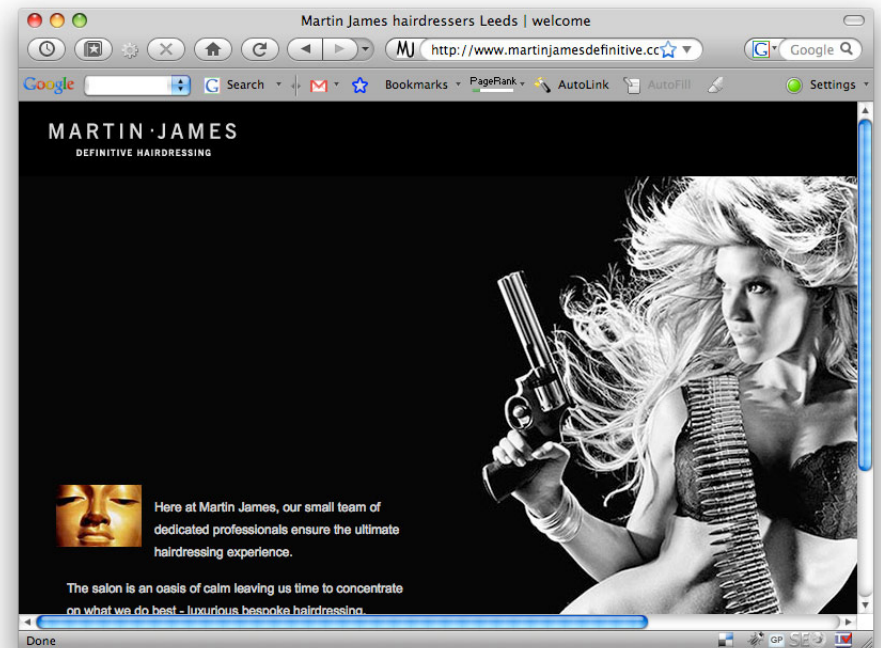 Martin James hairdressers Leeds | welcome
MJ http://www.martinjamesdefinitive.cc G Google
Google G Search Bookmarks PageRank AutoLink AutoFill Settings
MARTIN·JAMES
DEFINITIVE HAIRDRESSING
Here at Martin James, our small team of
dedicated professionals ensure the ultimate
hairdressing experience.
The salon is an oasis of calm leaving us time to concentrate
on what we do best - luxurious bespoke hairdressing.
Done GP SEO